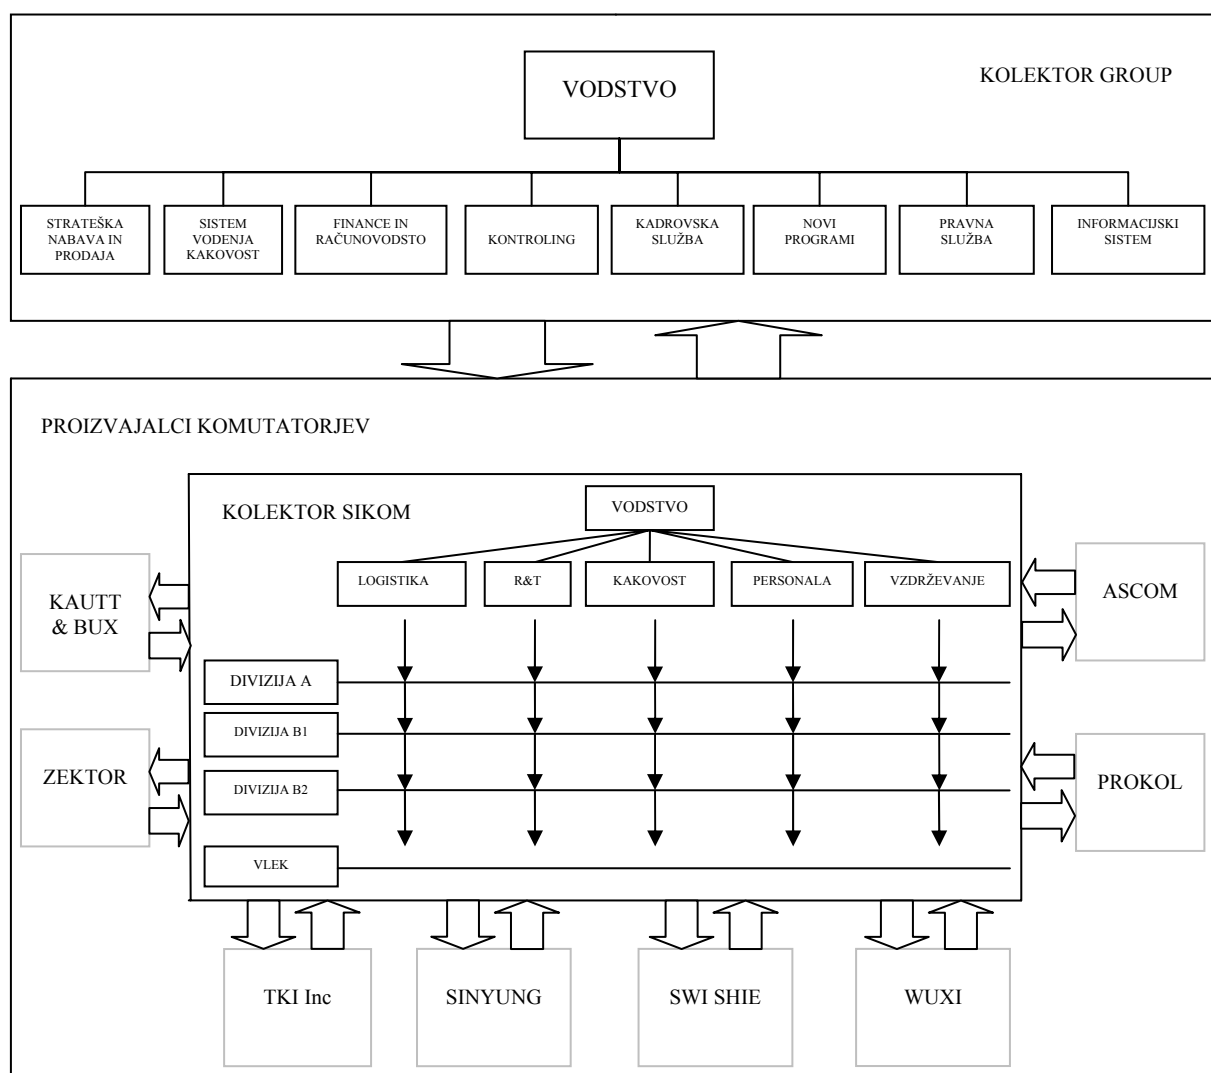 VODSTVO
KOLEKTOR GROUP
STRATEŠKA
NABAVA IN
PRODAJA
SISTEM
VODENJA
KAKOVOST
FINANCE IN
RAČUNOVODSTO
KONTROLING
KADROVSKA
SLUŽBA
NOVI
PROGRAMI
PRAVNA
SLUŽBA
INFORMACIJSKI
SISTEM
PROIZVAJALCI KOMUTATORJEV
KOLEKTOR SIKOM
VODSTVO
LOGISTIKA
R&T
KAKOVOST
PERSONALA
VZDRŽEVANJE
KAUTT
& BUX
ASCOM
DIVIZIJA A
DIVIZIJA B1
DIVIZIJA B2
VLEK
ZEKTOR
PROKOL
TKI Inc
SINYUNG
SWI SHIE
WUXI